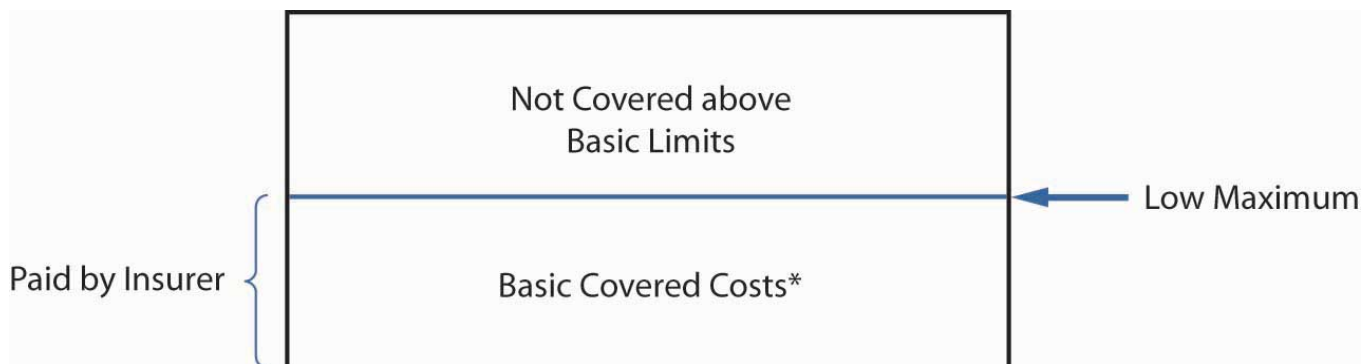 Not Covered above
Basic Limits
Low Maximum
Paid by Insurer
Basic Covered Costs*